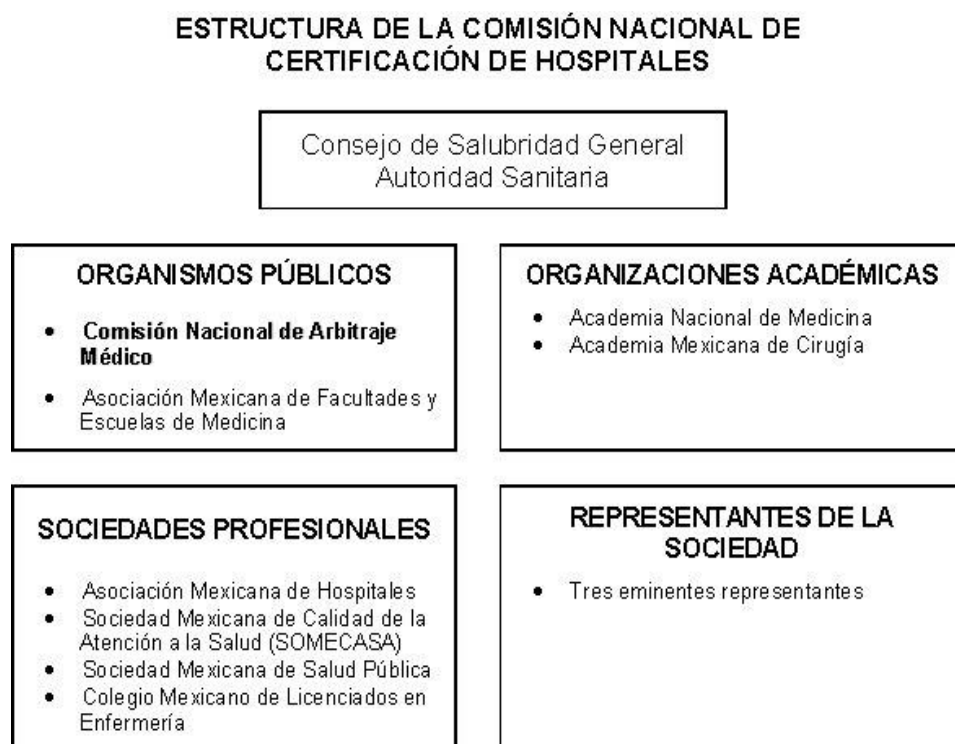 ESTRUCTURA DE LA COMISIÓN NACIONAL DE
CERTIFICACIÓN DE HOSPITALES
Consejo de Salubridad General
Autoridad Sanitaria
ORGANISMOS PÚBLICOS
• Comisión Nacional de Arbitraje
Médico
• Asociación Mexicana de Facultades y
Escuelas de Medicina
ORGANIZACIONES ACADÉMICAS
• Academia Nacional de Medicina
• Academia Mexicana de Cirugía
SOCIEDADES PROFESIONALES
• Asociación Mexicana de Hospitales
• Sociedad Mexicana de Calidad de la
Atención a la Salud (SOMECASA)
• Sociedad Mexicana de Salud Pública
• Colegio Mexicano de Licenciados en
Enfermería
REPRESENTANTES DE LA
SOCIEDAD
• Tres eminentes representantes